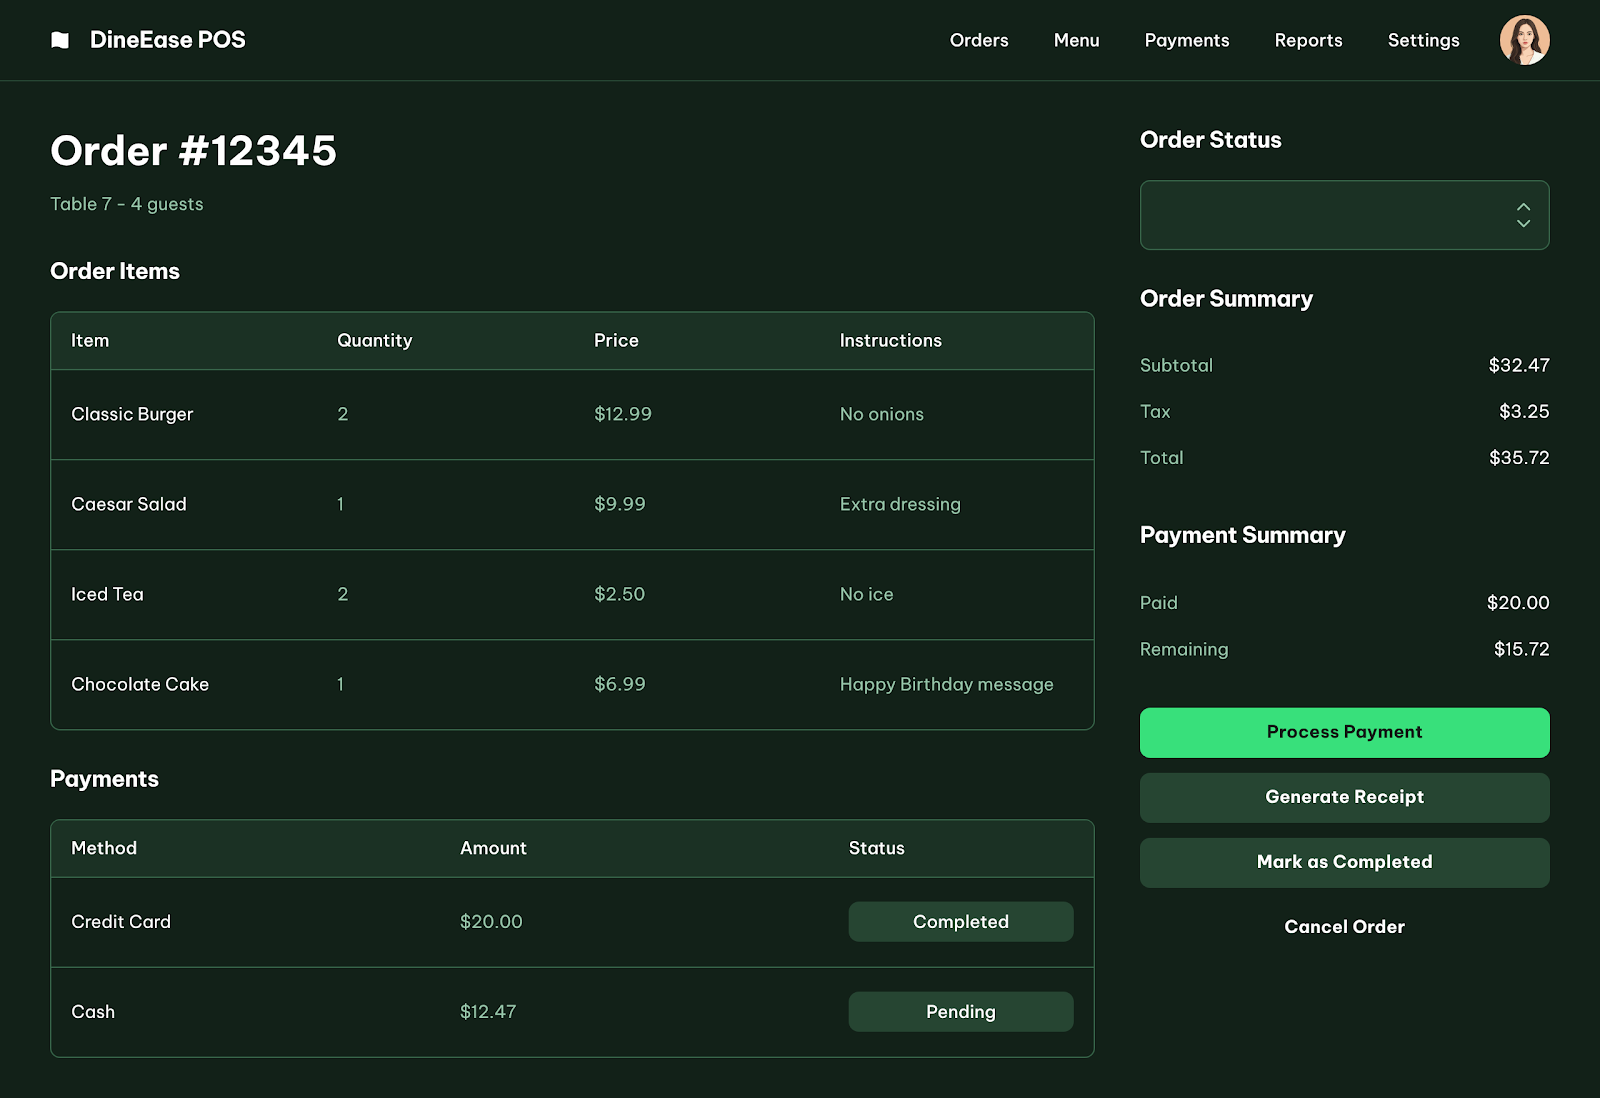 DineEase POS
Orders Menu Payments Reports Settings
Order #12345
Table 7 - 4 guests
Order Items
Item Quantity Price Instructions
Classic Burger 2 $12.99 No onions
Caesar Salad 1 $9.99 Extra dressing
Iced Tea 2 $2.50 No ice
Chocolate Cake 1 $6.99 Happy Birthday message
Payments
Method Amount Status
Credit Card $20.00 Completed
Cash $12.47 Pending
Order Status
Order Summary
Subtotal $32.47
Tax $3.25
Total $35.72
Payment Summary
Paid $20.00
Remaining $15.72
Process Payment
Generate Receipt
Mark as Completed
Cancel Order